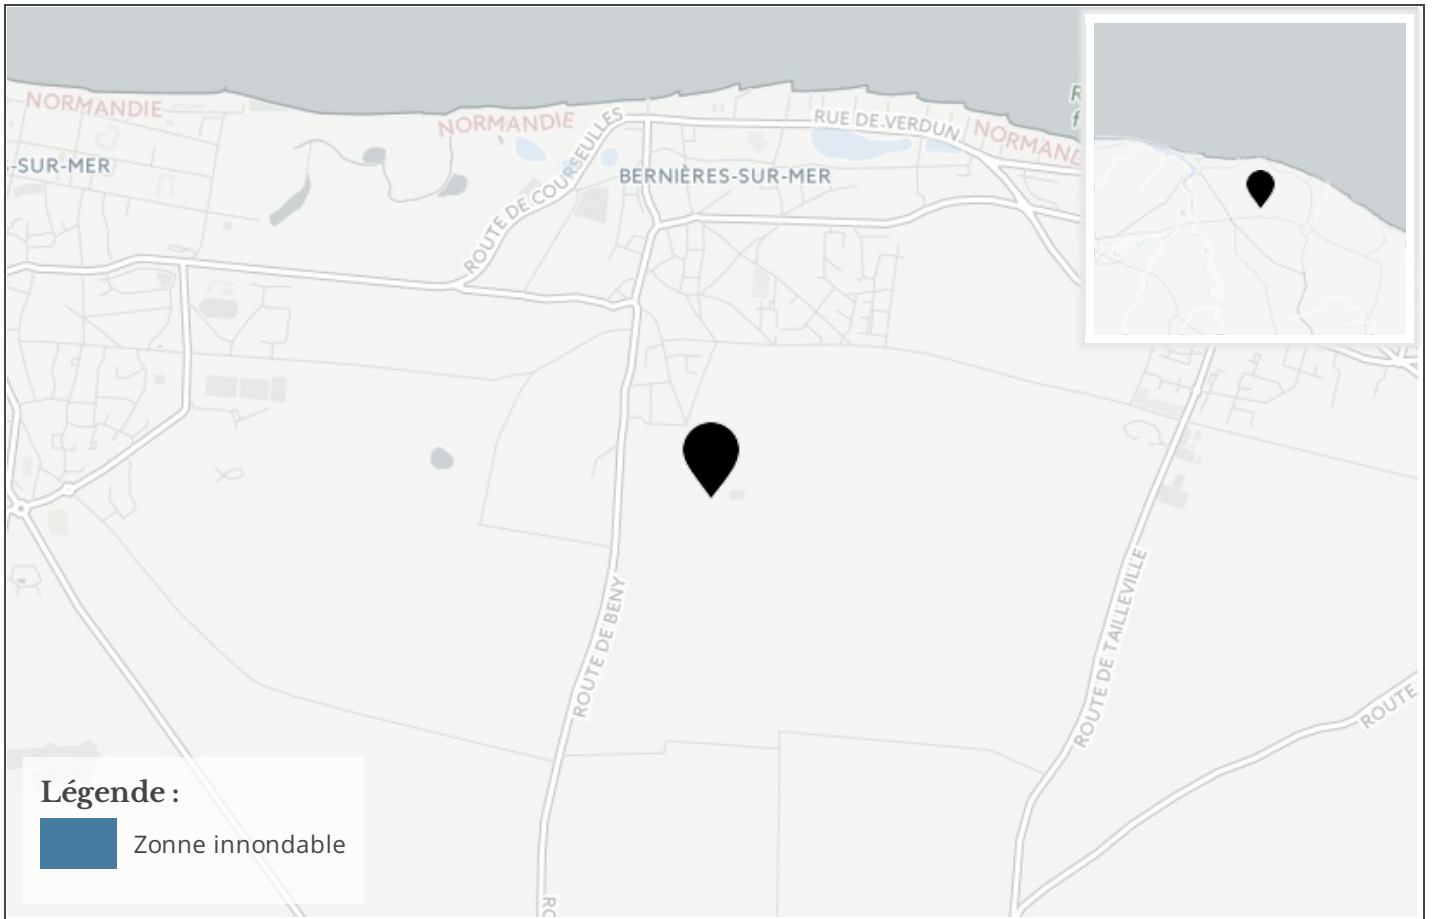 NORMANDIE
NORMANDIE
RUE DE VERDUN
NORMAND
R
f
-SUR-MER
ROUTE DE COURSEULLES
BERNIÈRES-SUR-MER
ROUTE DE BENY
ROUTE DE TAILLEVILLE
ROUTE
Légende :
Zonne innondable
RO